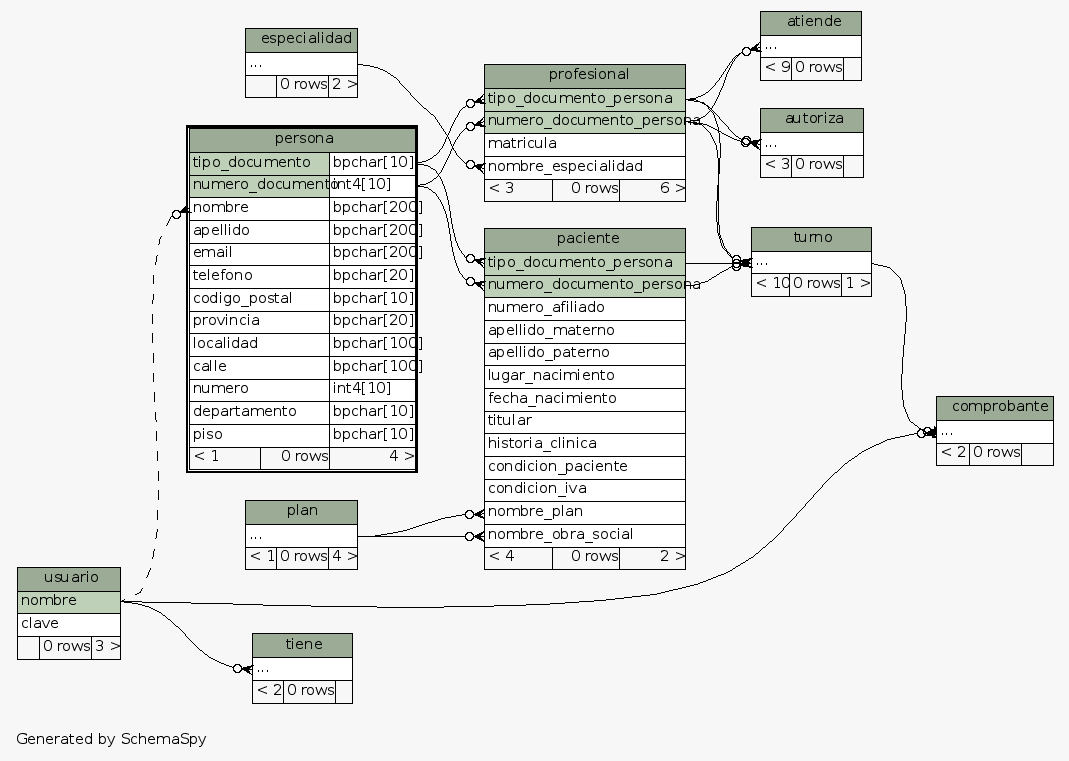 especialidad
...
0 rows 2 >
persona
tipo_documento bpchar[10]
numero_documento int4[10]
nombre bpchar[200]
apellido bpchar[200]
email bpchar[200]
telefono bpchar[20]
codigo_postal bpchar[10]
provincia bpchar[20]
localidad bpchar[100]
calle bpchar[100]
numero int4[10]
departamento bpchar[10]
piso bpchar[10]
< 1 0 rows 4 >
plan
...
< 1 0 rows 4 >
usuario
nombre
clave
0 rows 3 >
tiene
...
< 2 0 rows
profesional
tipo_documento_persona
numero_documento_persona
matricula
nombre_especialidad
< 3 0 rows 6 >
paciente
tipo_documento_persona
numero_documento_persona
numero_afiliado
apellido_materno
apellido_paterno
lugar_nacimiento
fecha_nacimiento
titular
historia_clinica
condicion_paciente
condicion_iva
nombre_plan
nombre_obra_social
< 4 0 rows 2 >
atiende
...
< 9 0 rows
autoriza
...
< 3 0 rows
turno
...
< 10 0 rows 1 >
comprobante
...
< 2 0 rows
Generated by SchemaSpy